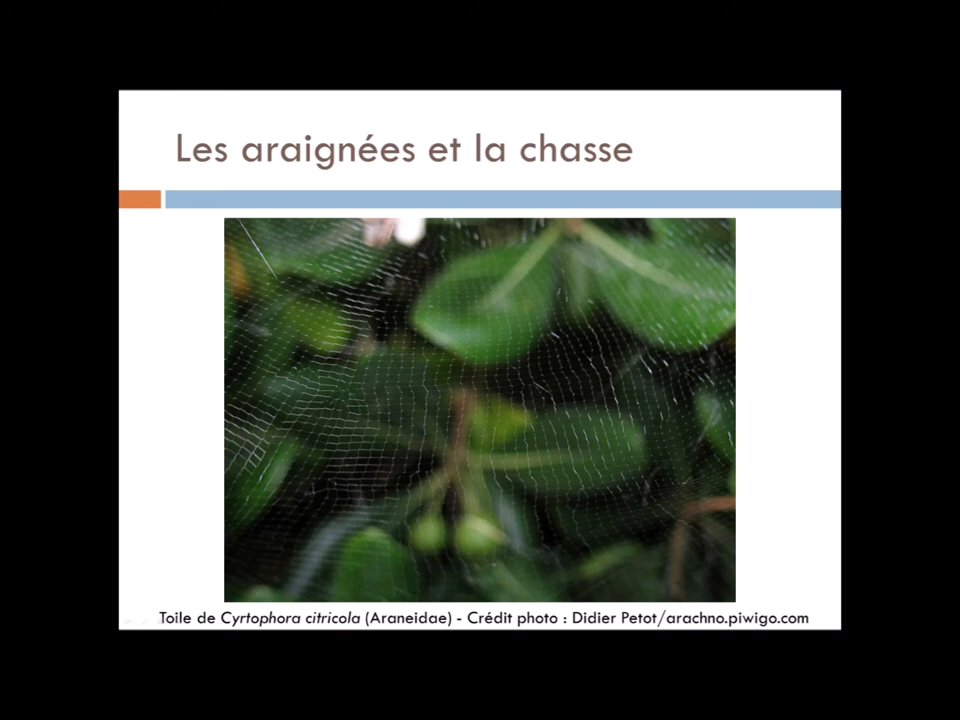 Les araignées et la chasse
Toile de Cyrtophora citricola (Araneidae) - Crédit photo : Didier Petot/arachno.piwigo.com